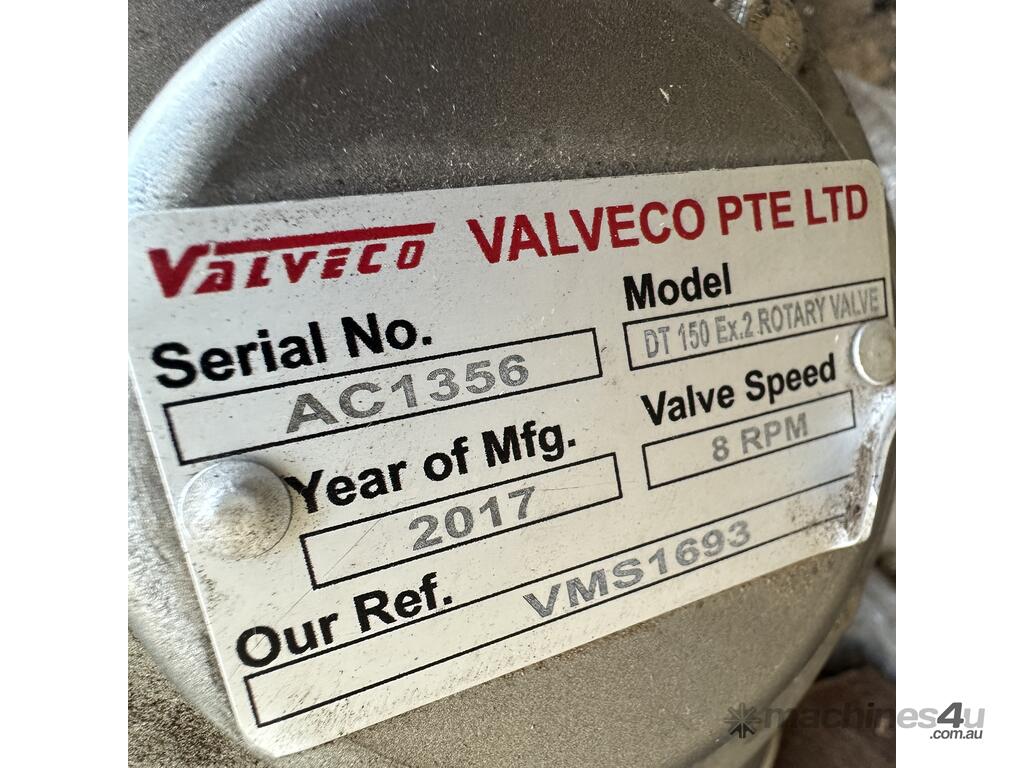 VALVECO VALVECO PTE LTD
Serial No.
Model
AC1356
DT 150 Ex.2 ROTARY VALVE
Year of Mfg.
Valve Speed
2017
8 RPM
Our Ref.
VMS1693
machines4u
.com.au